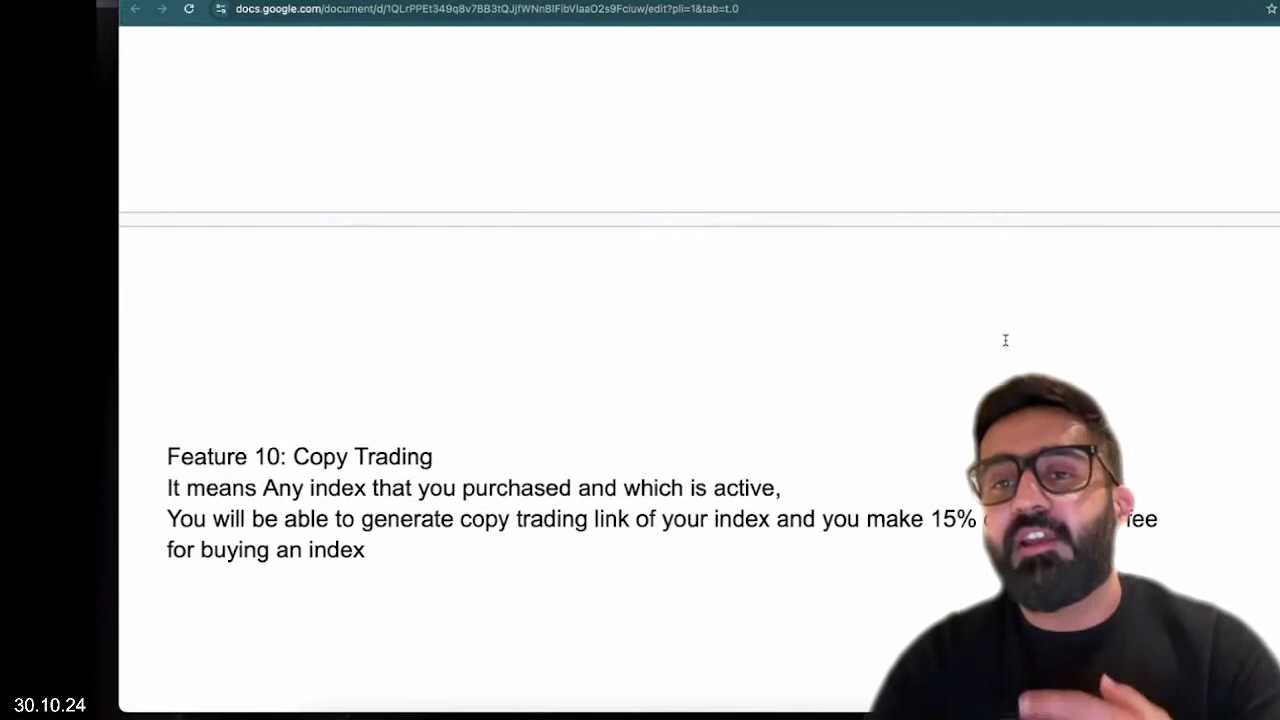 docs.google.com/document/d/1QLrPPEt349q8v7BB3tQJjfWNnBIFibVIaaO2s9Fciuw/edit?pli=1&tab=t.0
Feature 10: Copy Trading
It means Any index that you purchased and which is active,
You will be able to generate copy trading link of your index and you make 15% fee
for buying an index
30.10.24